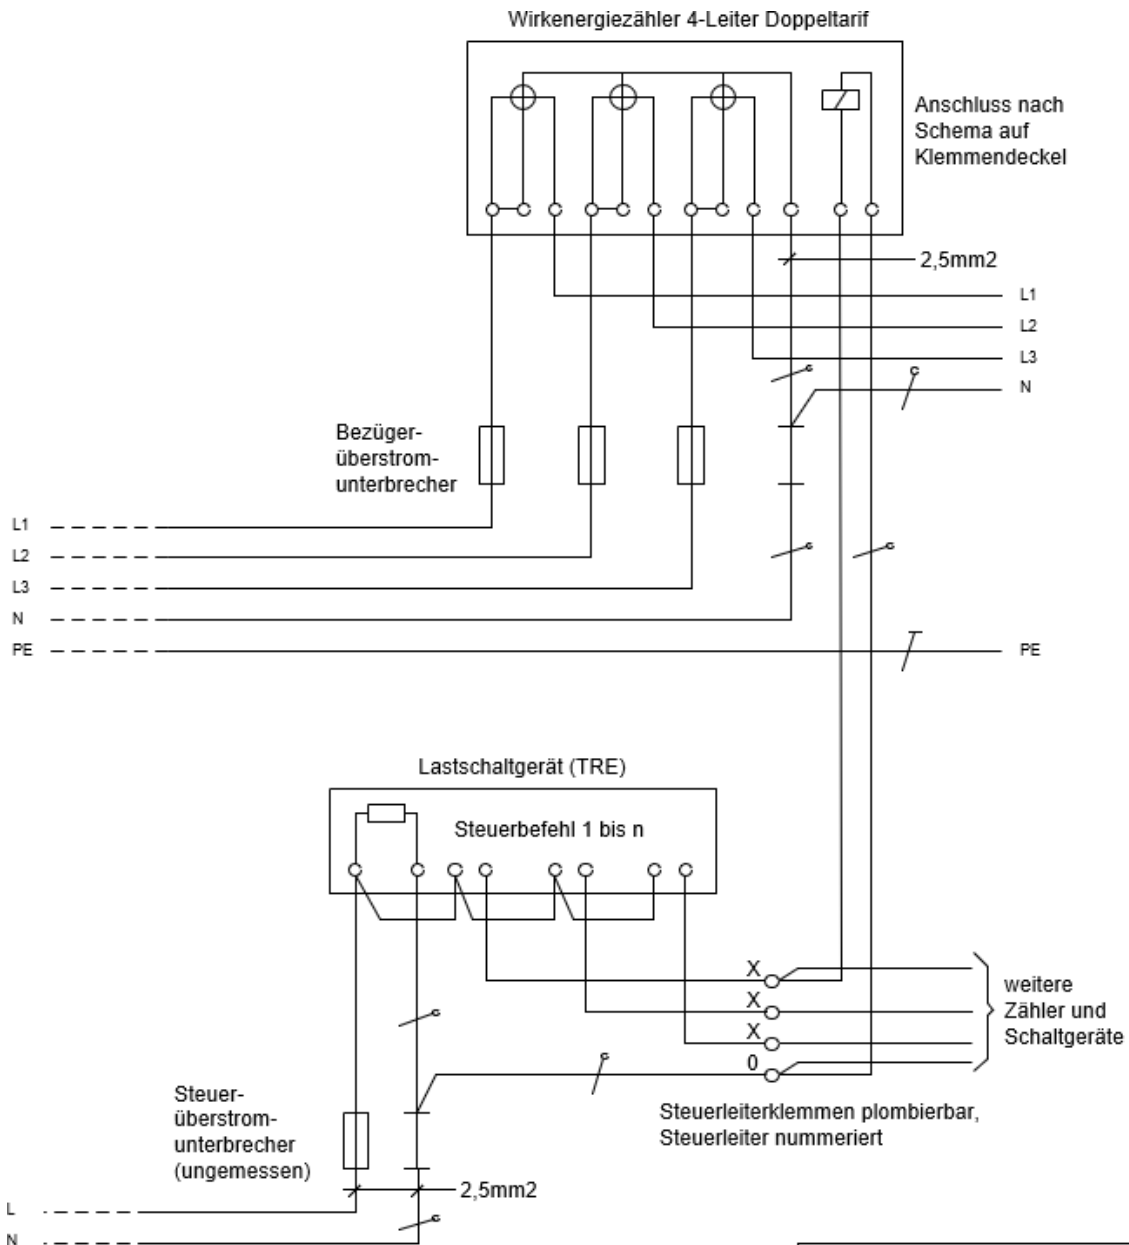 Wirkenergiezähler 4-Leiter Doppeltarif
Anschluss nach
Schema auf
Klemmendeckel
2,5mm2
L1
L2
L3
N
Bezüger-
überstrom-
unterbrecher
L1
L2
L3
N
PE
PE
Lastschaltgerät (TRE)
Steuerbefehl 1 bis n
X
X
X
0
weitere
Zähler und
Schaltgeräte
Steuerleiterklemmen plombierbar,
Steuerleiter nummeriert
Steuer-
überstrom-
unterbrecher
(ungemessen)
2,5mm2
L
N